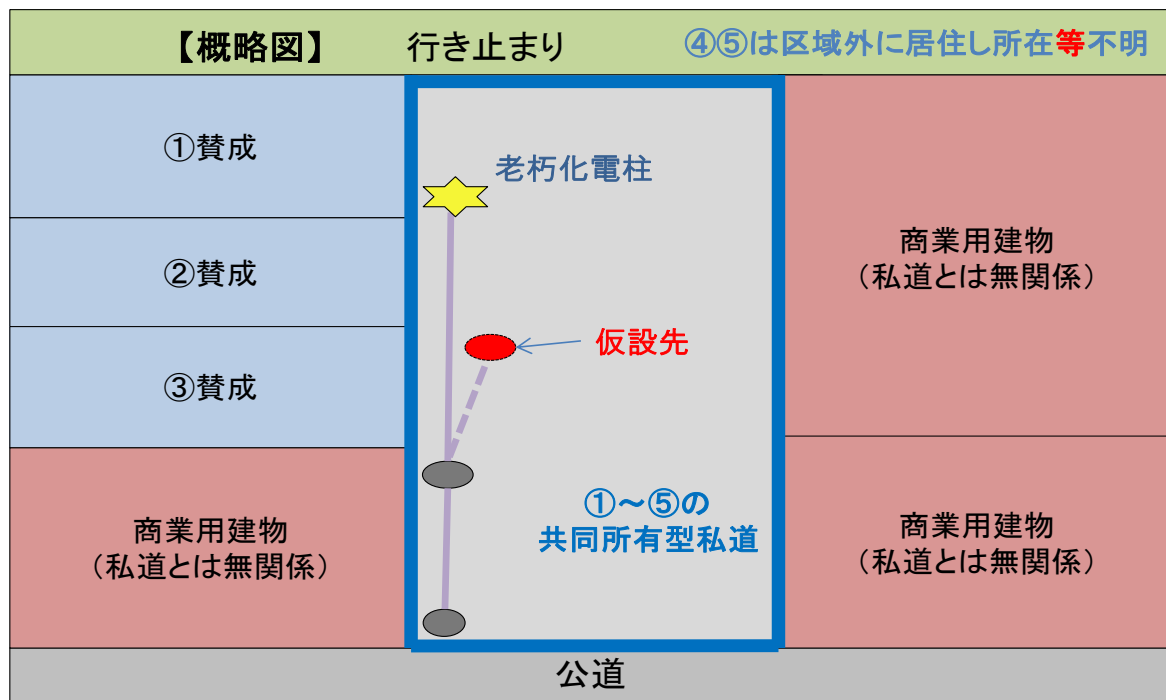 【概略図】 行き止まり ④⑤は区域外に居住し所在等不明
①賛成
老朽化電柱
②賛成
商業用建物
（私道とは無関係）
仮設先
③賛成
①～⑤の
共同所有型私道
商業用建物
（私道とは無関係）
商業用建物
（私道とは無関係）
公道